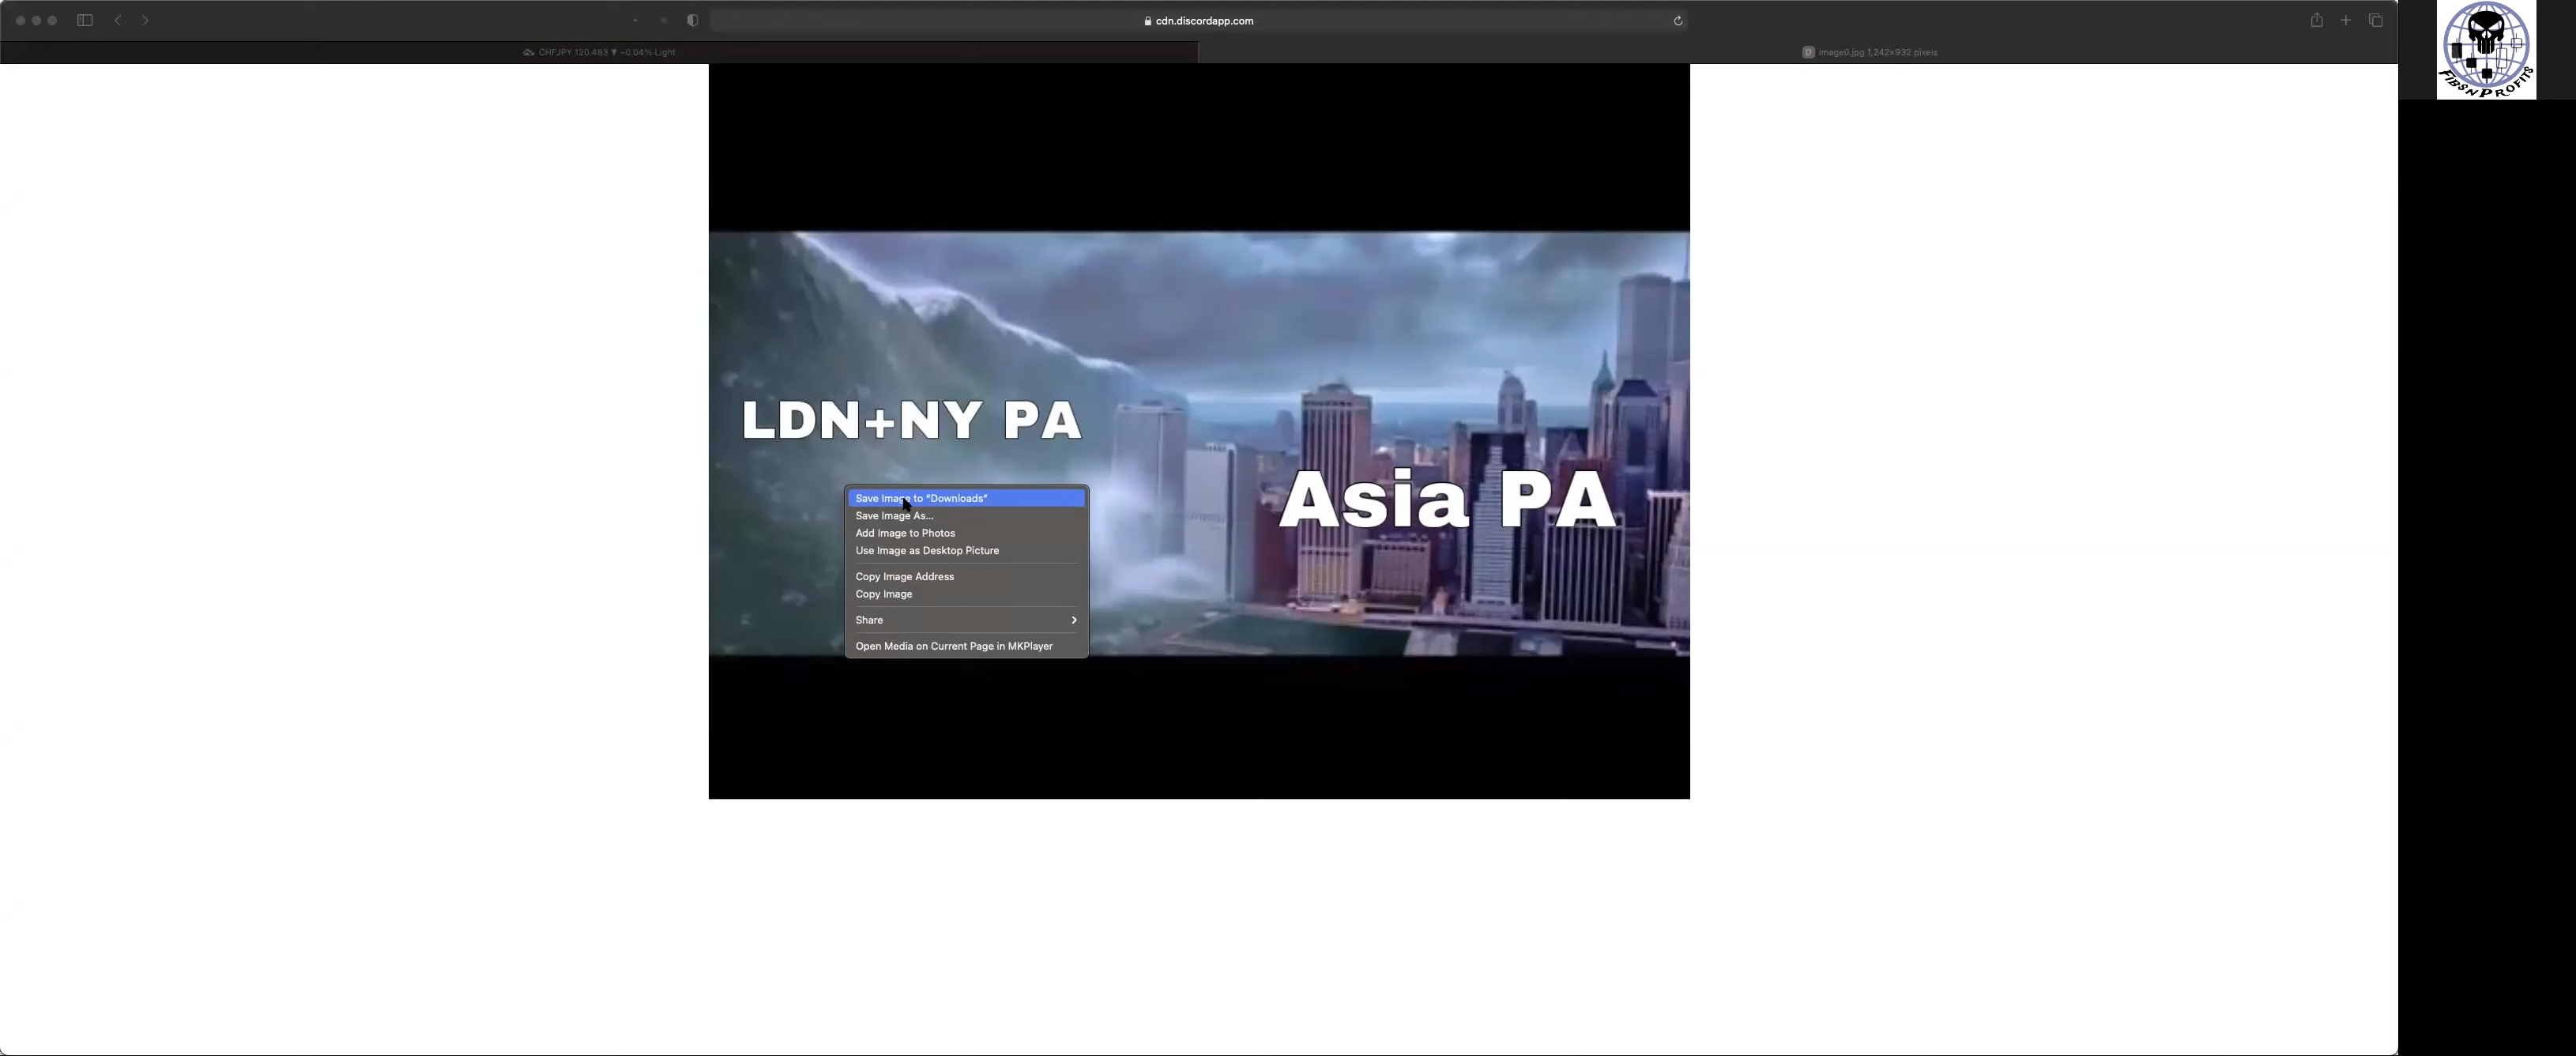 cdn.discordapp.com
CHFJPY 120.483 ▼ −0.04% Light
image0.jpg 1,242×932 pixels
FIBSNPROFITS
LDN+NY PA
Asia PA
Save Image to “Downloads”
Save Image As...
Add Image to Photos
Use Image as Desktop Picture
Copy Image Address
Copy Image
Share
Open Media on Current Page in MKPlayer